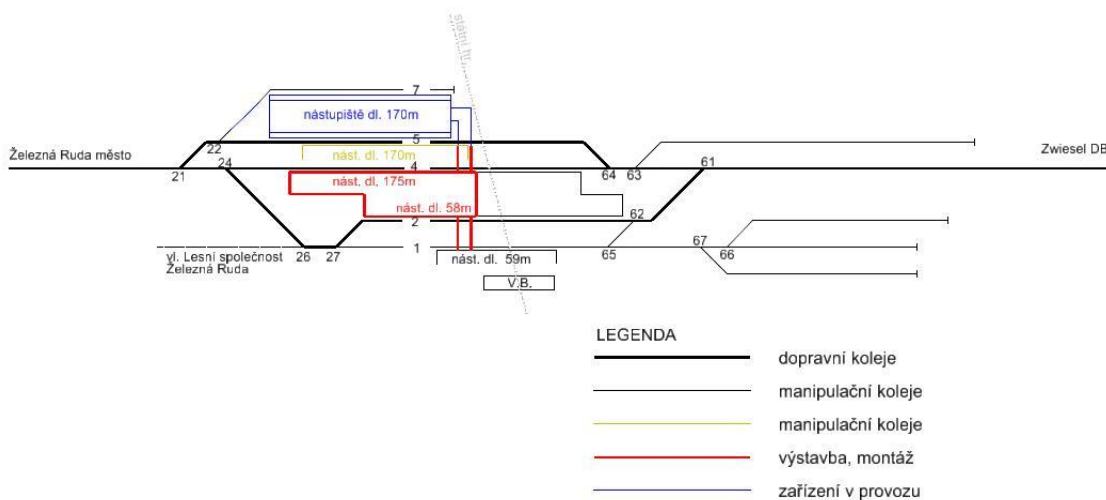 státní hr.
7
nástupiště dl. 170m
22
5
Železná Ruda město
nást. dl. 170m
61
Zwiesel DB
21
24
4
64
63
nást. dl, 175m
nást. dl. 58m
2
62
1
67
vl. Lesní společnost
Železná Ruda
26
27
nást. dl. 59m
65
66
V.B.
LEGENDA
dopravní koleje
manipulační koleje
manipulační koleje
výstavba, montáž
zařízení v provozu